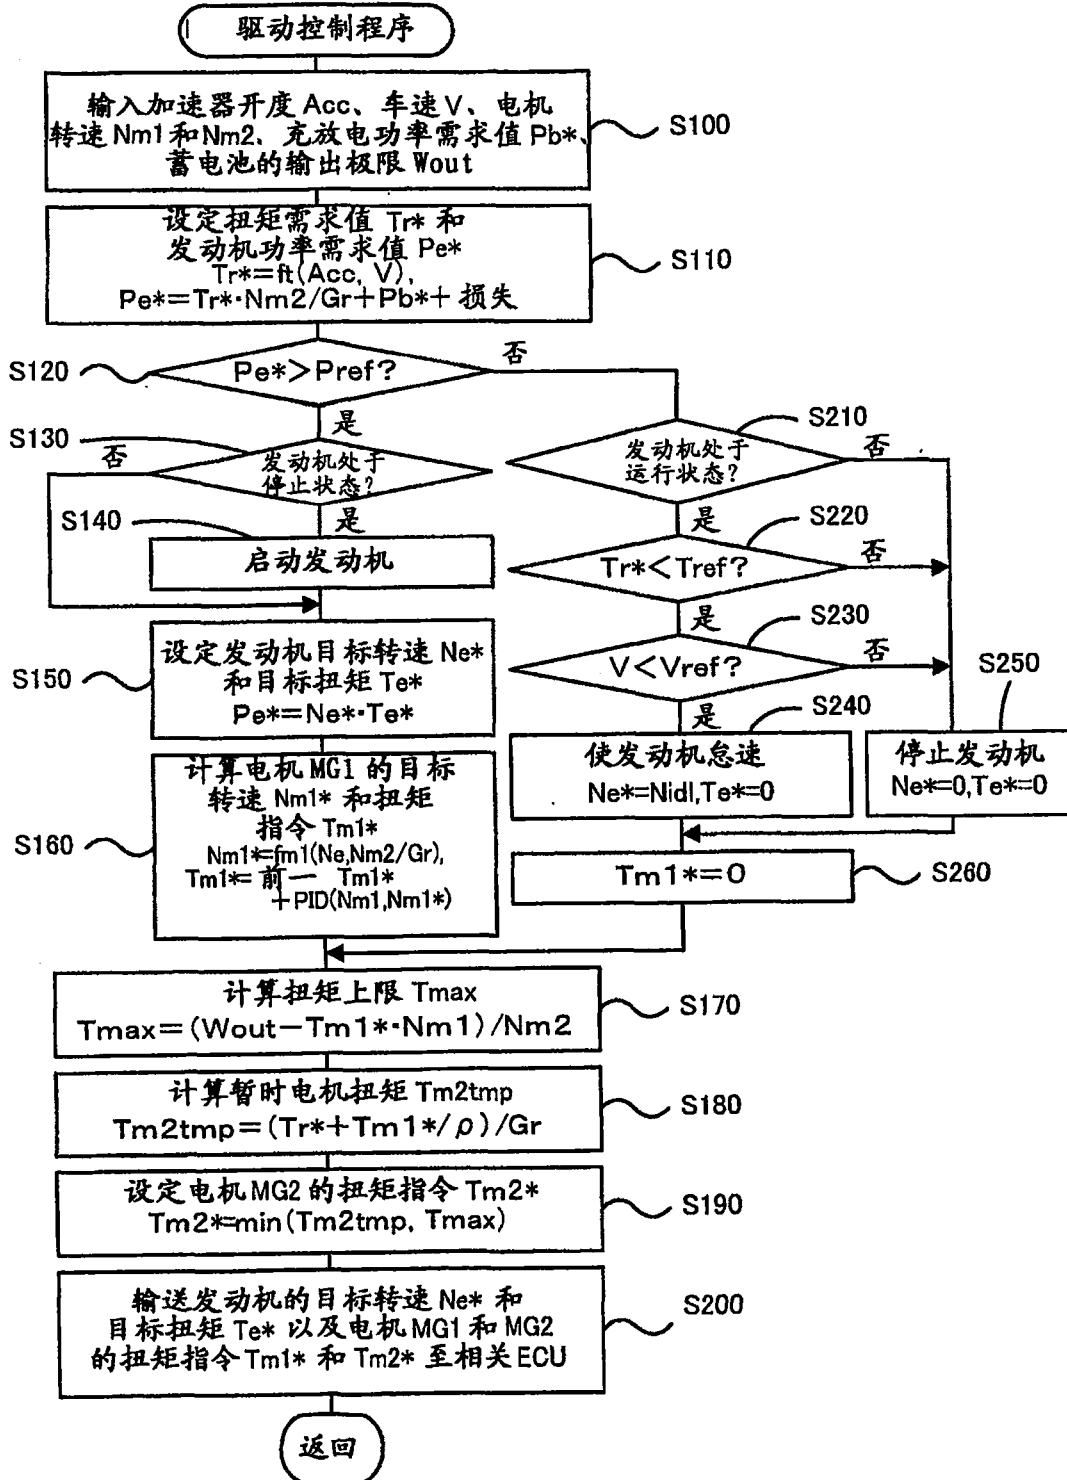 驱动控制程序
输入加速器开度 Acc、车速 V、电机
转速 Nm1 和 Nm2、充放电功率需求值 Pb*、
蓄电池的输出极限 Wout
S100
设定扭矩需求值 Tr* 和
发动机功率需求值 Pe*
Tr*=ft(Acc, V),
Pe*=Tr*·Nm2/Gr+Pb*+ 损失
S110
S120
Pe*>Pref?
否
是
S130
否
发动机处于
停止状态?
是
S140
启动发动机
S210
发动机处于
运行状态?
否
是
S220
Tr*<Tref?
否
是
S230
V<Vref?
否
是
S150
设定发动机目标转速 Ne*
和目标扭矩 Te*
Pe*=Ne*·Te*
S240
使发动机怠速
Ne*=Nidl,Te*=0
S250
停止发动机
Ne*=0,Te*=0
S160
计算电机 MG1 的目标
转速 Nm1* 和扭矩
指令 Tm1*
Nm1*=fm1(Ne,Nm2/Gr),
Tm1*= 前一 Tm1*
+PID(Nm1,Nm1*)
Tm1*=0
S260
计算扭矩上限 Tmax
Tmax=(Wout-Tm1*·Nm1)/Nm2
S170
计算暂时电机扭矩 Tm2tmp
Tm2tmp=(Tr*+Tm1*/ρ)/Gr
S180
设定电机 MG2 的扭矩指令 Tm2*
Tm2*=min(Tm2tmp, Tmax)
S190
输送发动机的目标转速 Ne* 和
目标扭矩 Te* 以及电机 MG1 和 MG2
的扭矩指令 Tm1* 和 Tm2* 至相关 ECU
S200
返回